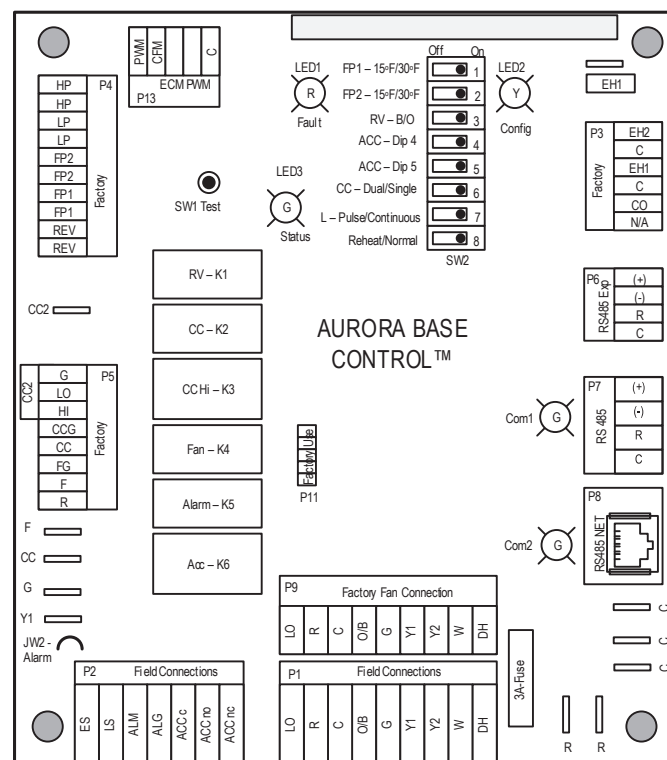 PWM
CFM
C
ECM PWM
P13
Off On
LED1
R
Fault
FP1 – 15ºF/30ºF
1
FP2 – 15ºF/30ºF
2
RV – B/O
3
ACC – Dip 4
4
ACC – Dip 5
5
CC – Dual/Single
6
L – Pulse/Continuous
7
Reheat/Normal
8
SW2
LED2
Y
Config
EH1
HP
HP
LP
LP
FP2
FP2
FP1
FP1
REV
REV
P4
Factory
SW1 Test
LED3
G
Status
P3
Factory
EH2
C
EH1
C
CO
N/A
CC2
RV – K1
CC – K2
CC Hi – K3
Fan – K4
Alarm – K5
Acc – K6
AURORA BASE
CONTROL™
P6
RS485 Exp
(+)
(-)
R
C
CC2
G
LO
HI
CCG
CC
FG
F
R
P5
Factory
Factory Use
P11
Com1
G
P7
RS 485
(+)
(-)
R
C
Com2
G
P8
RS485 NET
F
CC
G
Y1
JW2 -
Alarm
P9
Factory Fan Connection
LO
R
C
O/B
G
Y1
Y2
W
DH
P2
Field Connections
ES
LS
ALM
ALG
ACC c
ACC no
ACC nc
P1
Field Connections
LO
R
C
O/B
G
Y1
Y2
W
DH
3A-Fuse
C
C
C
R
R